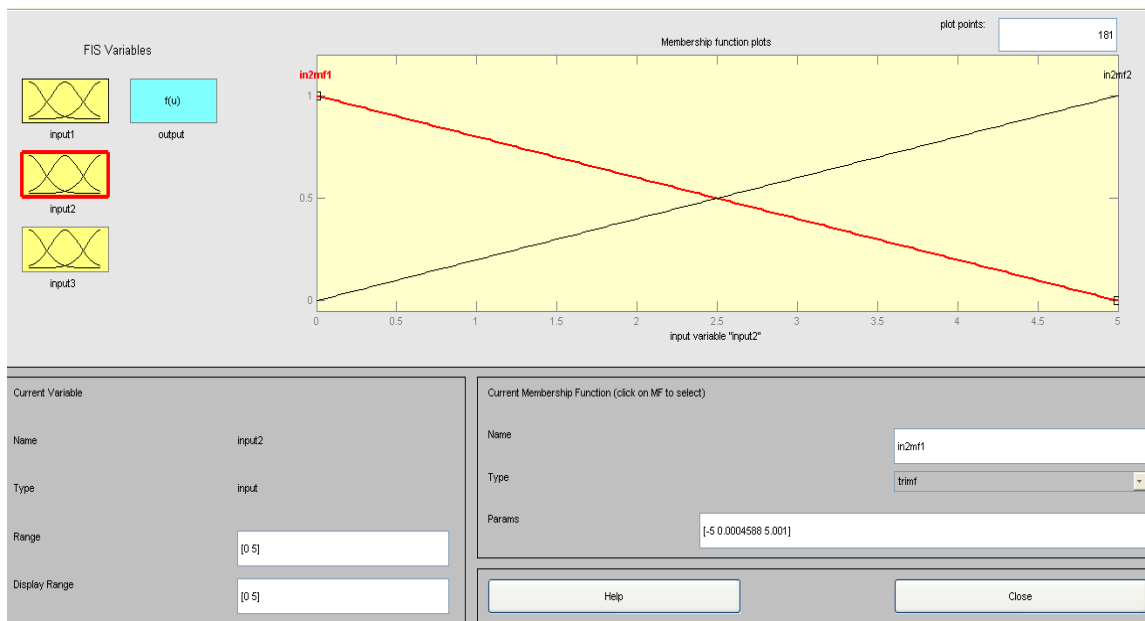 plot points:
181
FIS Variables
Membership function plots
f(u)
input1
output
input2
input3
in2mf1
in2mf2
1
0.5
0
0
0.5
1
1.5
2
2.5
3
3.5
4
4.5
5
input variable "input2"
Current Variable
Name
input2
Type
input
Range
[0 5]
Display Range
[0 5]
Current Membership Function (click on MF to select)
Name
in2mf1
Type
trimf
Params
[-5 0.0004588 5.001]
Help
Close